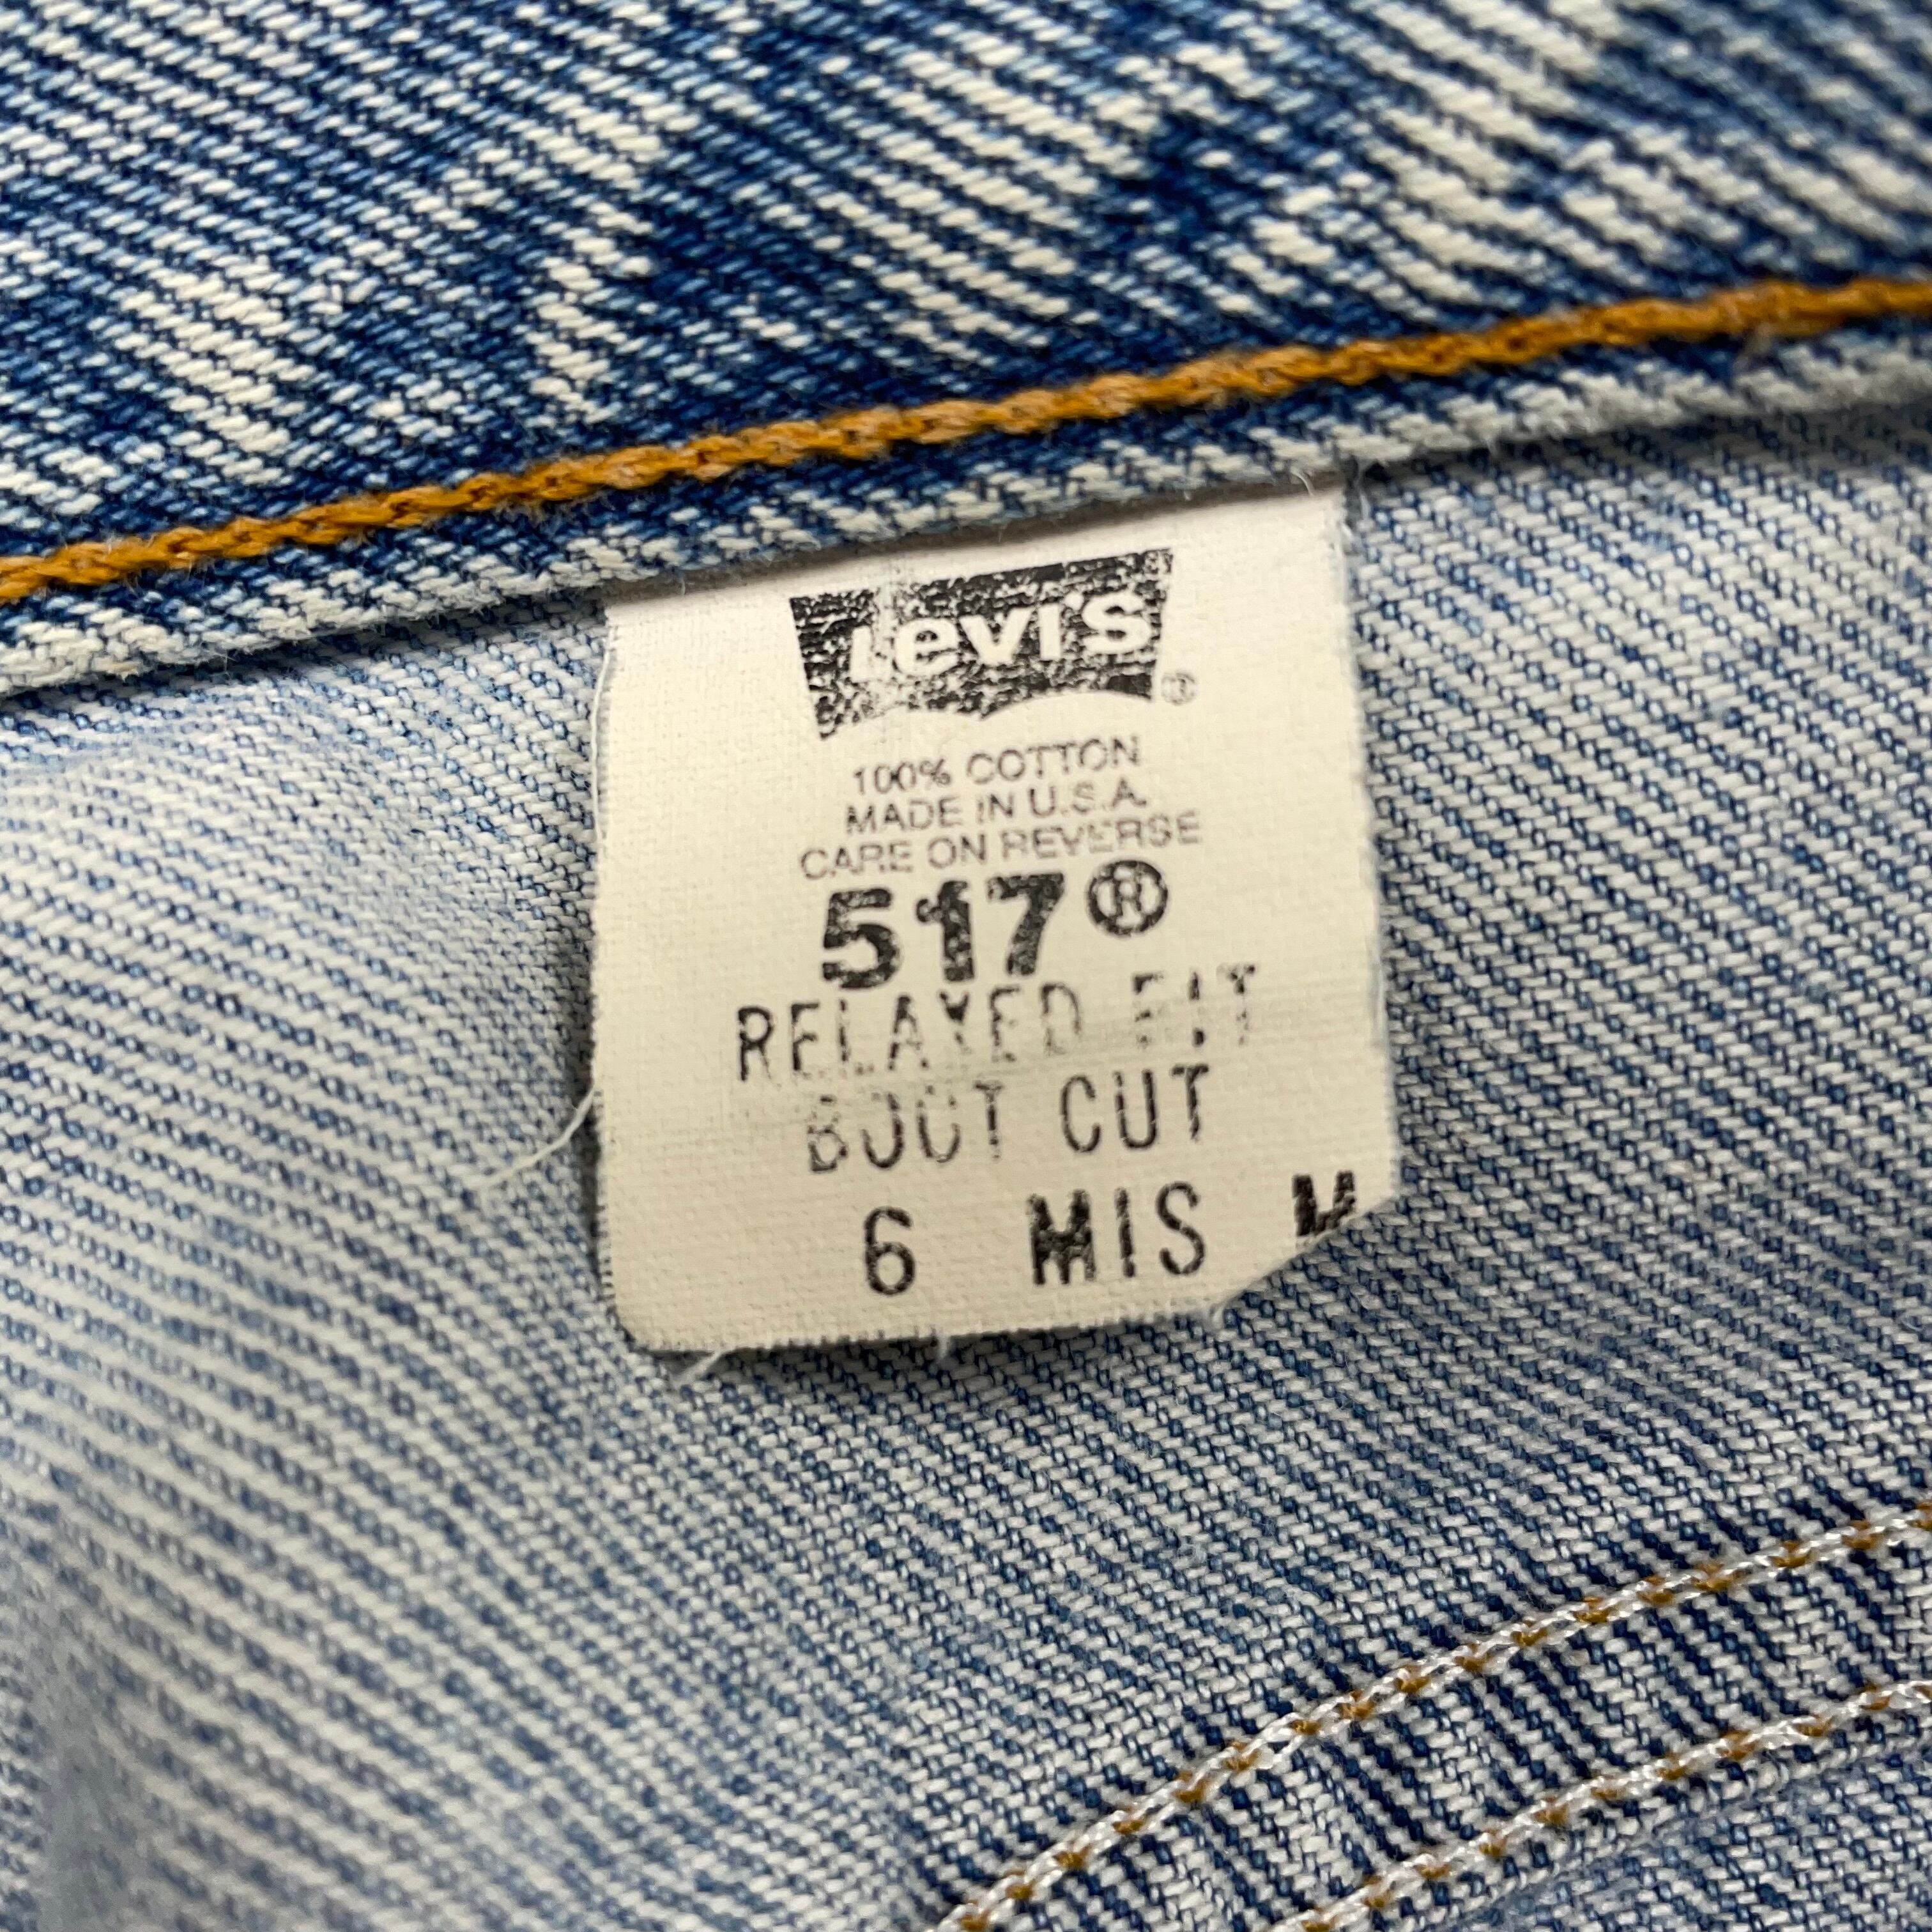 Levi's ®
100% COTTON
MADE IN U.S.A.
CARE ON REVERSE
517®
RELAXED FIT
BOOT CUT
6 MIS M